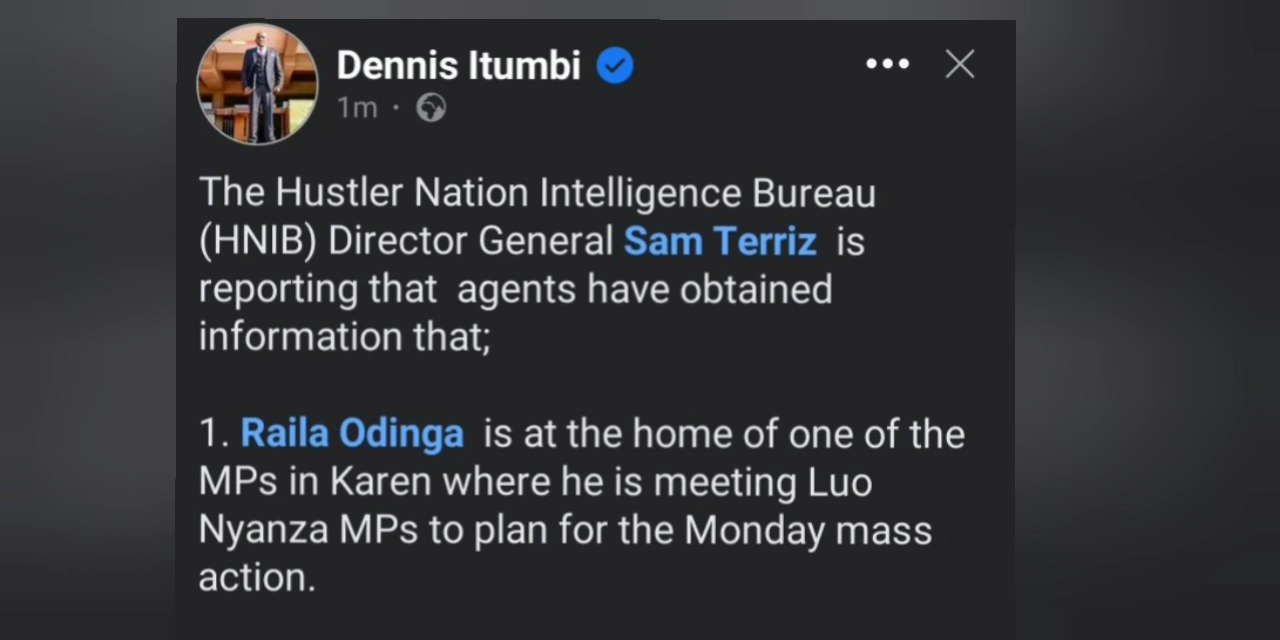 Dennis Itumbi
1m ·
The Hustler Nation Intelligence Bureau
(HNIB) Director General Sam Terriz is
reporting that agents have obtained
information that;
1. Raila Odinga is at the home of one of the
MPs in Karen where he is meeting Luo
Nyanza MPs to plan for the Monday mass
action.